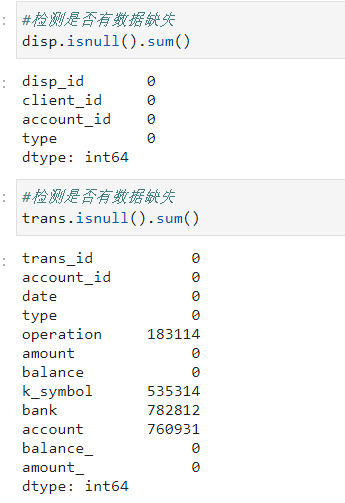 : #检测是否有数据缺失
disp.isnull().sum()
: disp_id 0
client_id 0
account_id 0
type 0
dtype: int64
: #检测是否有数据缺失
trans.isnull().sum()
: trans_id 0
account_id 0
date 0
type 0
operation 183114
amount 0
balance 0
k_symbol 535314
bank 782812
account 760931
balance_ 0
amount_ 0
dtype: int64